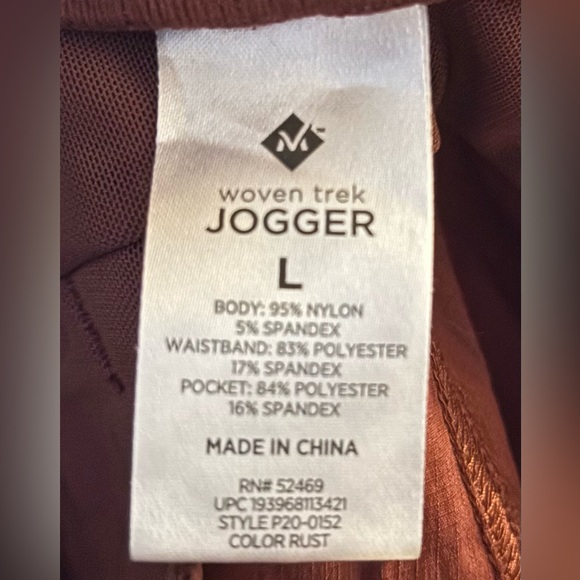 M™
woven trek
JOGGER
L
BODY: 95% NYLON
5% SPANDEX
WAISTBAND: 83% POLYESTER
17% SPANDEX
POCKET: 84% POLYESTER
16% SPANDEX
MADE IN CHINA
RN# 52469
UPC 193968113421
STYLE P20-0152
COLOR RUST